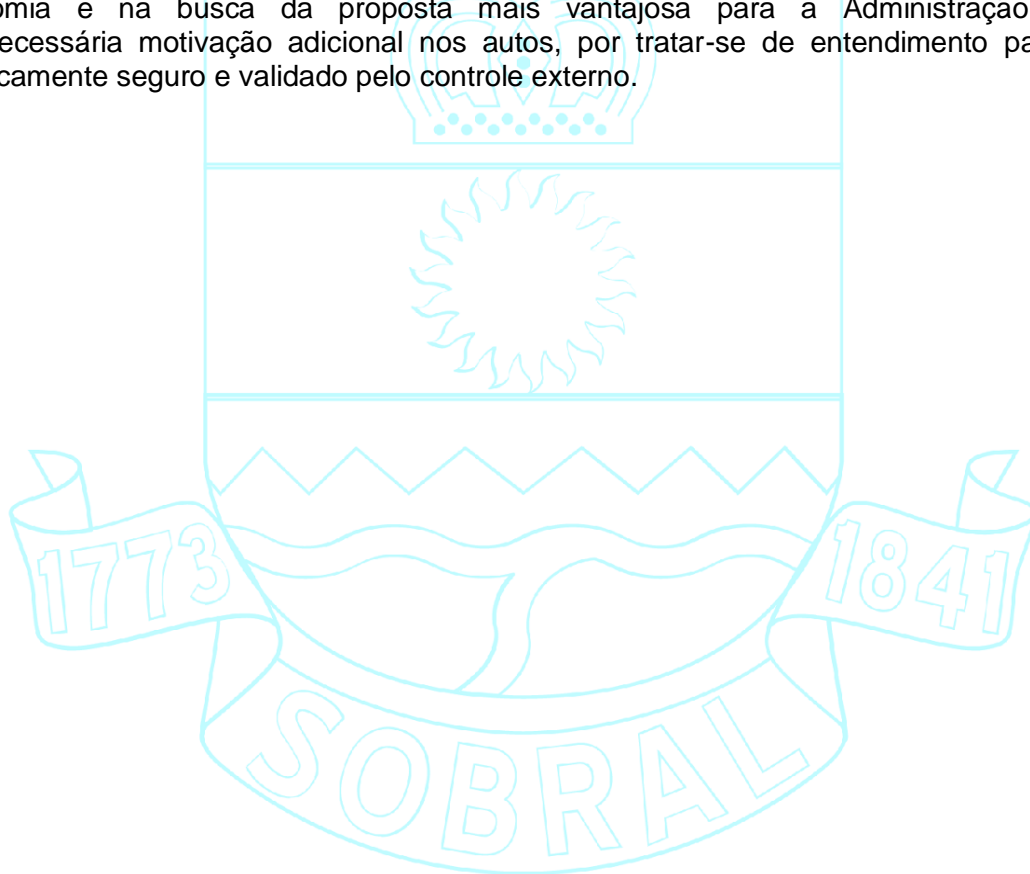 omia e na busca da proposta mais vantajosa para a Administração
ecessária motivação adicional nos autos, por tratar-se de entendimento pa
camente seguro e validado pelo controle externo.
1773
1841
SOBRAL